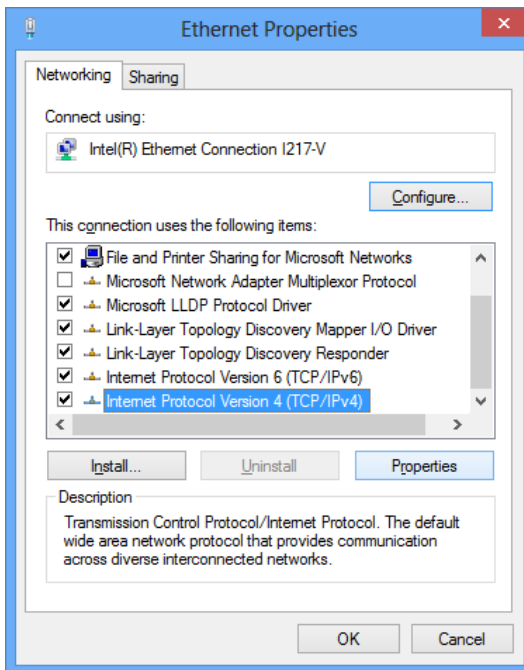 Ethernet Properties
Networking
Sharing
Connect using:
Intel(R) Ethernet Connection I217-V
Configure...
This connection uses the following items:
File and Printer Sharing for Microsoft Networks
Microsoft Network Adapter Multiplexor Protocol
Microsoft LLDP Protocol Driver
Link-Layer Topology Discovery Mapper I/O Driver
Link-Layer Topology Discovery Responder
Internet Protocol Version 6 (TCP/IPv6)
Internet Protocol Version 4 (TCP/IPv4)
Install...
Uninstall
Properties
Description
Transmission Control Protocol/Internet Protocol. The default
wide area network protocol that provides communication
across diverse interconnected networks.
OK
Cancel